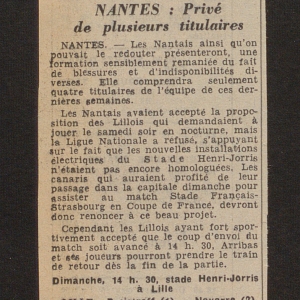 NANTES : Privé
de plusieurs titulaires
NANTES. — Les Nantais ainsi qu'on
pouvait le redouter présenteront, une
formation sensiblement remaniée du fait
de blessures et d'indisponibilités di-
verses. Elle comprendra seulement
quatre titulaires de l'équipe de ces der-
nières semaines.
Les Nantais avaient accepté la propo-
sition des Lillois qui demandaient à
jouer le samedi soir en nocturne, mais
la Ligue Nationale a refusé, s'appuyant
sur le fait que les nouvelles installations
électriques du Stade Henri-Jorris
n'étaient pas encore homologuées. Les
canaris qui auraient profité de leur
passage dans la capitale dimanche pour
assister au match Stade Français-
Strasbourg en Coupe de France, devront
donc renoncer à ce beau projet.
Cependant les Lillois ayant fort spor-
tivement accepté que le coup d'envoi du
match soit avancé à 14 h. 30, Arribas
et ses joueurs pourront prendre le train
de retour dès la fin de la partie.
Dimanche, 14 h. 30, stade Henri-Jorris
à Lille